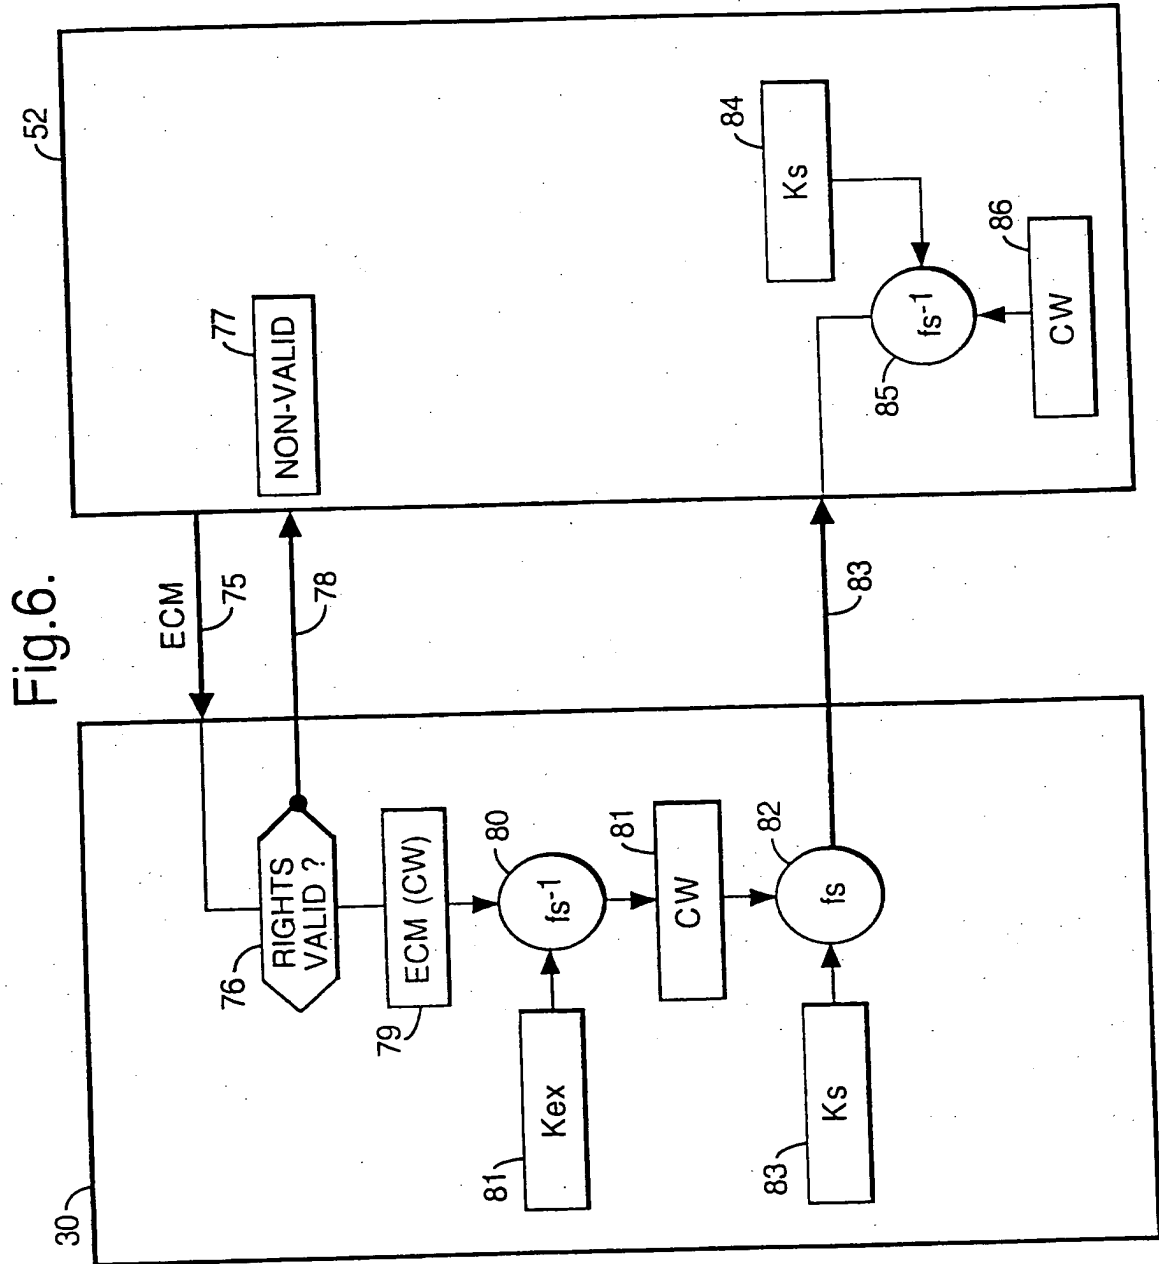 Fig.6.
30
52
ECM
75
76
RIGHTS
VALID ?
78
77
NON-VALID
79
ECM (CW)
81
Kex
80
fs-1
81
CW
83
Ks
82
fs
83
84
Ks
85
fs-1
86
CW